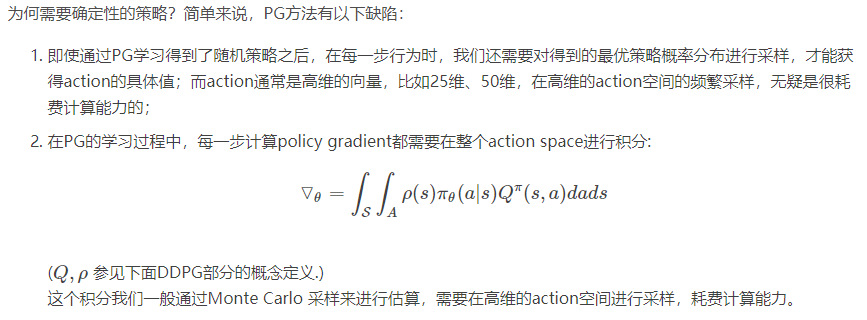 为何需要确定性的策略？简单来说，PG方法有以下缺陷：
1. 即使通过PG学习得到了随机策略之后，在每一步行为时，我们还需要对得到的最优策略概率分布进行采样，才能获
得action的具体值；而action通常是高维的向量，比如25维、50维，在高维的action空间的频繁采样，无疑是很耗
费计算能力的；
2. 在PG的学习过程中，每一步计算policy gradient都需要在整个action space进行积分:
▽θ = ∫S ∫A ρ(s)πθ(a|s)Qπ(s, a)dads
(Q, ρ 参见下面DDPG部分的概念定义.)
这个积分我们一般通过Monte Carlo 采样来进行估算，需要在高维的action空间进行采样，耗费计算能力。